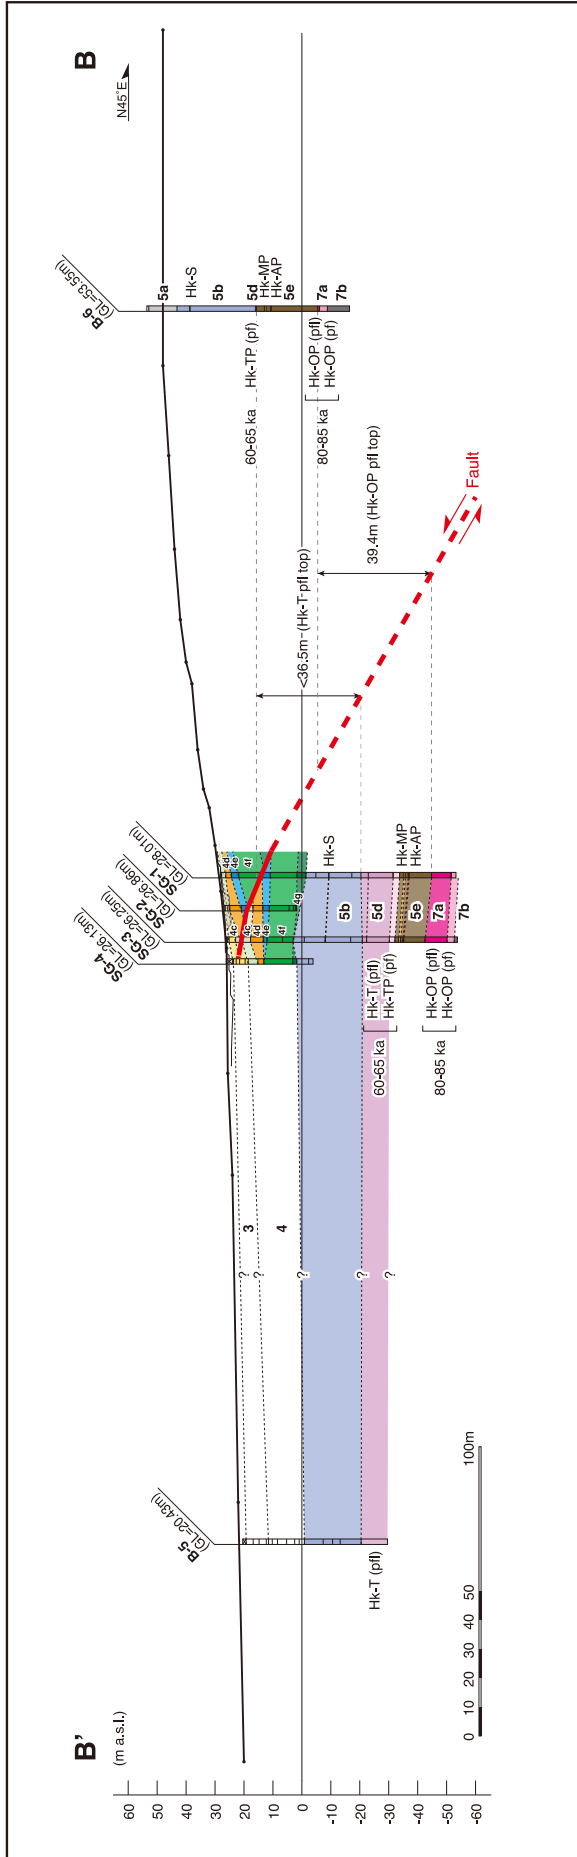 B'
(m a.s.l.)
60
50
40
30
20
10
0
-10
-20
-30
-40
-50
-60
0 10 20 30 40 50 100m
B-5
(GL=20.43m)
Hk-T (pfl)
?
?
?
?
?
3
4
SG-4
(GL=26.13m)
SG-3
(GL=26.25m)
SG-2
(GL=26.86m)
SG-1
(GL=28.01m)
4c
4c
4d
4e
4f
4d
4e
4f
4g
Hk-S
5b
5d
Hk-MP
Hk-AP
5e
7a
7b
Hk-T (pfl)
Hk-TP (pf)
60-65 ka
Hk-OP (pfl)
Hk-OP (pf)
80-85 ka
<36.5m (Hk-T pfl top)
39.4m (Hk-OP pfl top)
Fault
B-6
(GL=53.55m)
5a
Hk-S
5b
5d
Hk-MP
Hk-AP
5e
7a
7b
Hk-TP (pf)
60-65 ka
Hk-OP (pfl)
Hk-OP (pf)
80-85 ka
B
N45°E